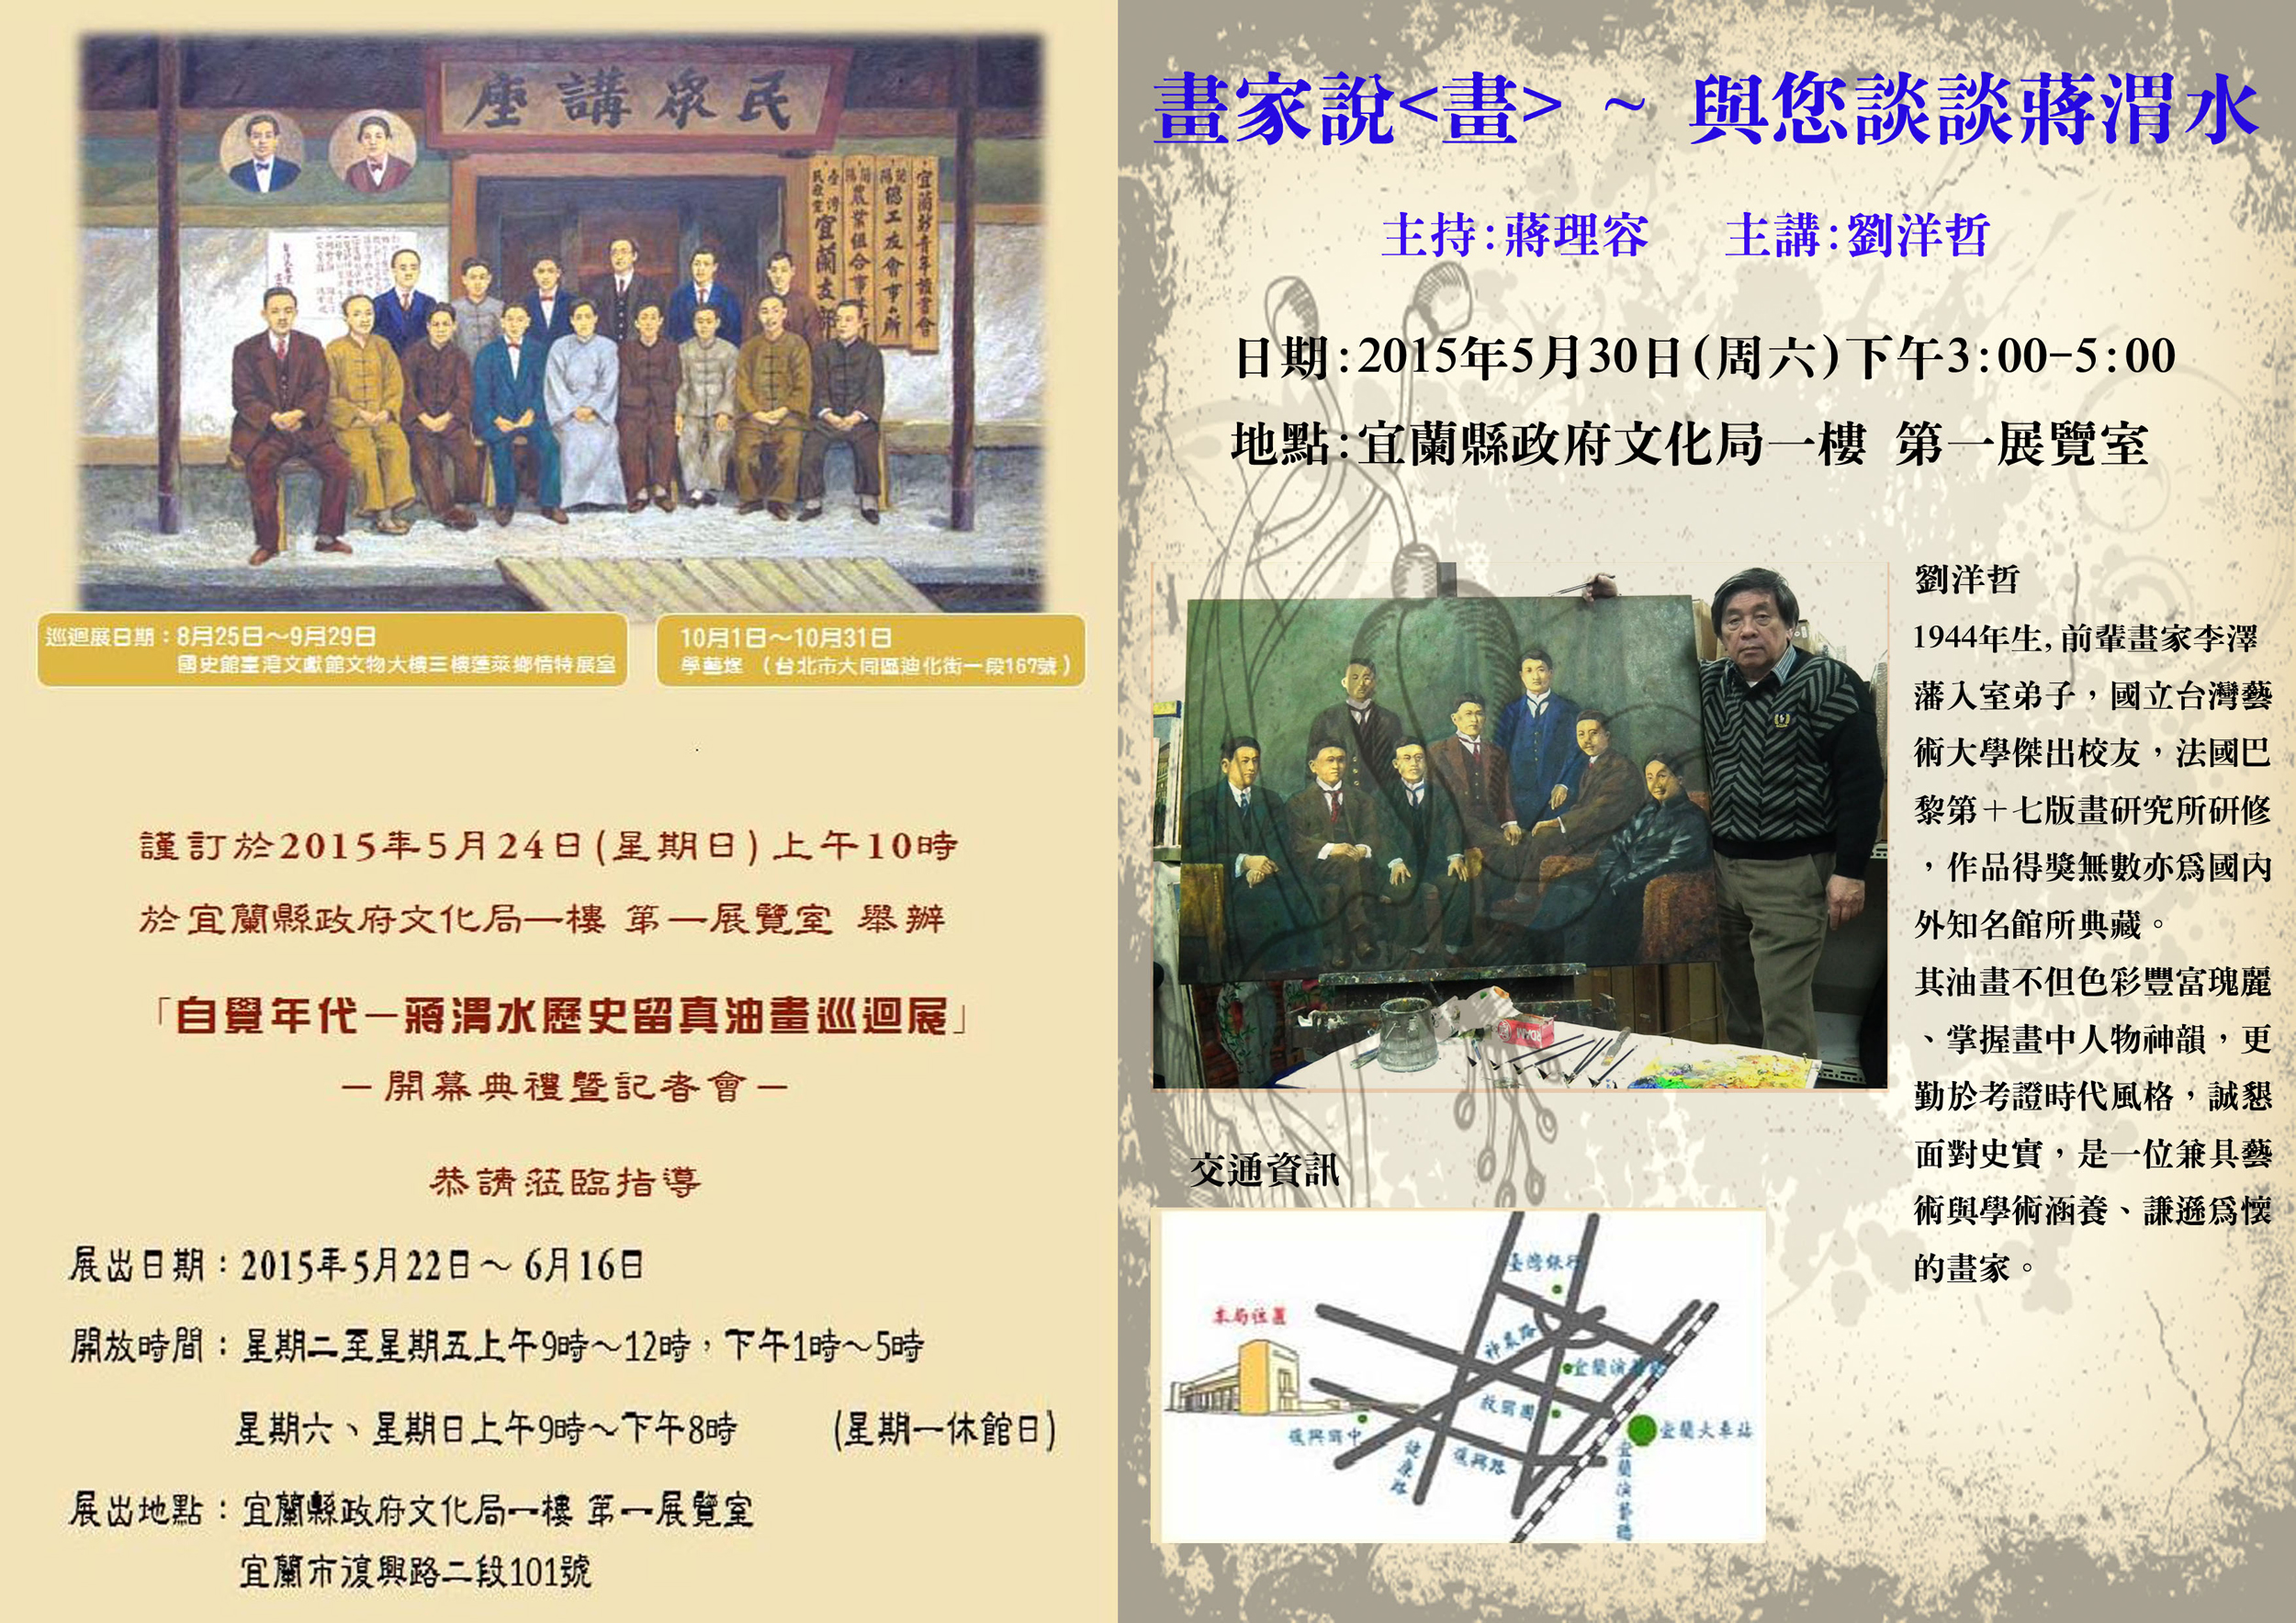 民眾講座
宜蘭新青年讀書會
蘭陽總工友會事務所
蘭陽農業組合事務所
臺灣民眾黨宜蘭支部
巡迴展日期：8月25日～9月29日
國史館臺灣文獻館文物大樓三樓蓬萊鄉情特展室
10月1日～10月31日
學藝埕（台北市大同區迪化街一段167號）
謹訂於2015年5月24日(星期日)上午10時
於宜蘭縣政府文化局一樓 第一展覽室 舉辦
「自覺年代－蔣渭水歷史留真油畫巡迴展」
－開幕典禮暨記者會－
恭請蒞臨指導
展出日期：2015年5月22日～6月16日
開放時間：星期二至星期五上午9時～12時，下午1時～5時
星期六、星期日上午9時～下午8時 (星期一休館日)
展出地點：宜蘭縣政府文化局一樓 第一展覽室
宜蘭市復興路二段101號
畫家說<畫> ~ 與您談談蔣渭水
主持:蔣理容 主講:劉洋哲
日期:2015年5月30日(周六)下午3:00-5:00
地點:宜蘭縣政府文化局一樓 第一展覽室
劉洋哲
1944年生,前輩畫家李澤
藩入室弟子，國立台灣藝
術大學傑出校友，法國巴
黎第十七版畫研究所研修
，作品得獎無數亦為國內
外知名館所典藏。
其油畫不但色彩豐富瑰麗
、掌握畫中人物神韻，更
勤於考證時代風格，誠懇
面對史實，是一位兼具藝
術與學術涵養、謙遜為懷
的畫家。
交通資訊
臺灣銀行
本局位置
神農路
宜蘭演藝廳
救國團
宜蘭大車站
復興國中
健康路
復興路
宜蘭演藝廳